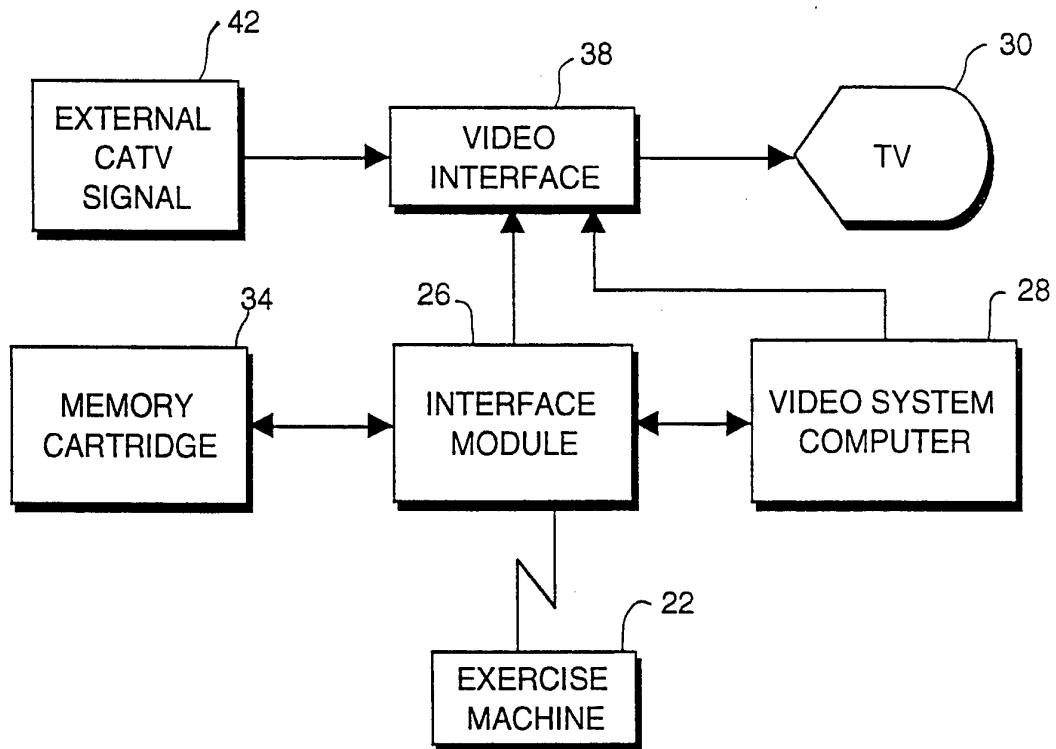 42
EXTERNAL
CATV
SIGNAL
38
VIDEO
INTERFACE
30
TV
34
MEMORY
CARTRIDGE
26
INTERFACE
MODULE
28
VIDEO SYSTEM
COMPUTER
22
EXERCISE
MACHINE